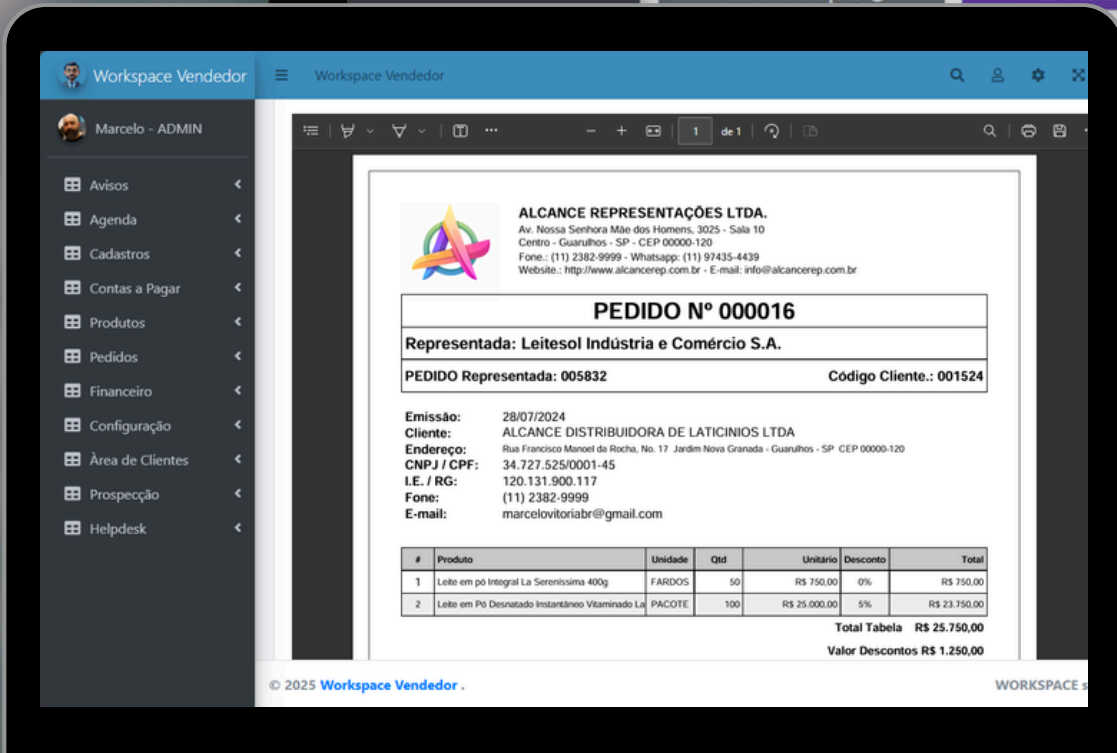 Workspace Vendedor
Workspace Vendedor
Marcelo - ADMIN
Avisos
Agenda
Cadastros
Contas a Pagar
Produtos
Pedidos
Financeiro
Configuração
Àrea de Clientes
Prospecção
Helpdesk
1 de 1
ALCANCE REPRESENTAÇÕES LTDA.
Av. Nossa Senhora Mãe dos Homens, 3025 - Sala 10
Centro - Guarulhos - SP - CEP 00000-120
Fone.: (11) 2382-9999 - Whatsapp: (11) 97435-4439
Website.: http://www.alcancerep.com.br - E-mail: info@alcancerep.com.br
PEDIDO Nº 000016
Representada: Leitesol Indústria e Comércio S.A.
PEDIDO Representada: 005832 Código Cliente.: 001524
Emissão: 28/07/2024
Cliente: ALCANCE DISTRIBUIDORA DE LATICINIOS LTDA
Endereço: Rua Francisco Manoel da Rocha, No. 17 Jardim Nova Granada - Guarulhos - SP CEP 00000-120
CNPJ / CPF: 34.727.525/0001-45
I.E. / RG: 120.131.900.117
Fone: (11) 2382-9999
E-mail: marcelovitoriabr@gmail.com
# Produto Unidade Qtd Unitário Desconto Total
1 Leite em pó Integral La Sereníssima 400g FARDOS 50 R$ 750,00 0% R$ 750,00
2 Leite em Pó Desnatado Instantâneo Vitaminado La PACOTE 100 R$ 25.000,00 5% R$ 23.750,00
Total Tabela R$ 25.750,00
Valor Descontos R$ 1.250,00
© 2025 Workspace Vendedor .
WORKSPACE s